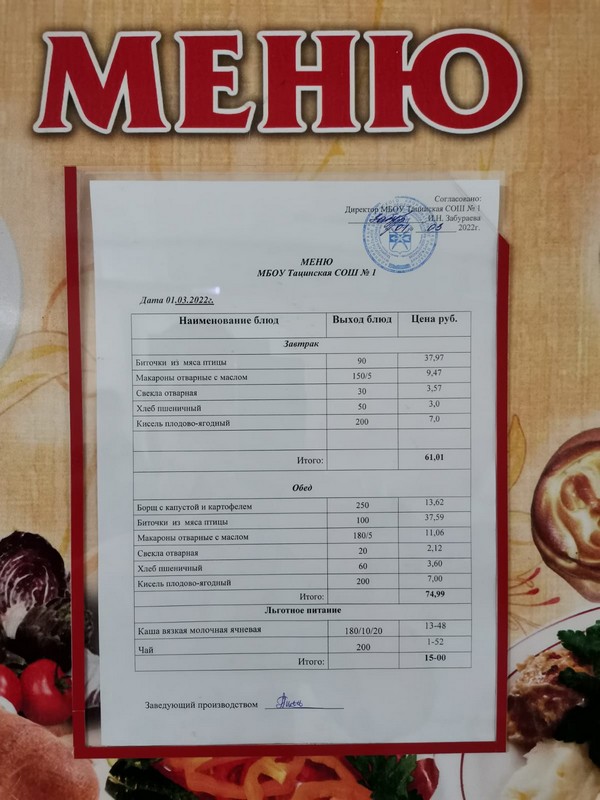 МЕНЮ
Согласовано:
Директор МБОУ Тацинская СОШ № 1
И.Н. Забураева
01 03 2022г.
МЕНЮ
МБОУ Тацинская СОШ № 1
Дата 01.03.2022г.
Наименование блюд Выход блюд Цена руб.
Завтрак
Биточки из мяса птицы 90 37,97
Макароны отварные с маслом 150/5 9,47
Свекла отварная 30 3,57
Хлеб пшеничный 50 3,0
Кисель плодово-ягодный 200 7,0
Итого: 61,01
Обед
Борщ с капустой и картофелем 250 13,62
Биточки из мяса птицы 100 37,59
Макароны отварные с маслом 180/5 11,06
Свекла отварная 20 2,12
Хлеб пшеничный 60 3,60
Кисель плодово-ягодный 200 7,00
Итого: 74,99
Льготное питание
Каша вязкая молочная ячневая 180/10/20 13-48
Чай 200 1-52
Итого: 15-00
Заведующий производством